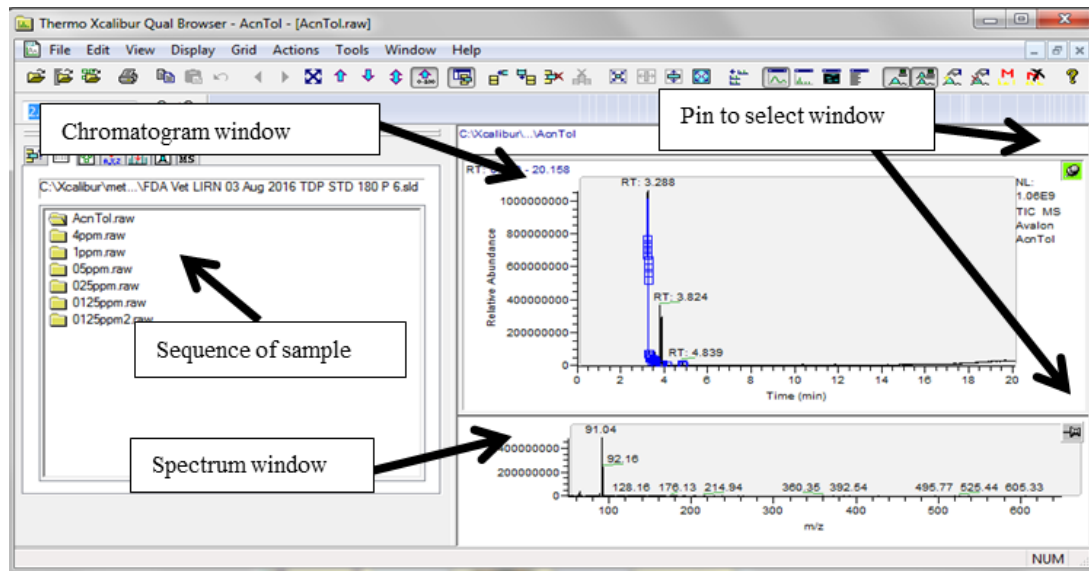 Thermo Xcalibur Qual Browser - AcnTol - [AcnTol.raw]
File Edit View Display Grid Actions Tools Window Help
Chromatogram window
Pin to select window
C:\Xcalibur\...\AcnTol
MS
C:\Xcalibur\met...\FDA Vet LIRN 03 Aug 2016 TDP STD 180 P 6.sld
AcnTol.raw
4ppm.raw
1ppm.raw
05ppm.raw
025ppm.raw
0125ppm.raw
0125ppm2.raw
Sequence of sample
Spectrum window
RT: - 20.158
RT: 3.288
NL:
1.06E9
TIC MS
Avalon
AcnTol
1000000000
800000000
600000000
400000000
200000000
0
Relative Abundance
RT: 3.824
RT: 4.839
0 2 4 6 8 10 12 14 16 18 20
Time (min)
91.04
92.16
400000000
200000000
0
128.16 176.13 214.94 360.35 392.54 495.77 525.44 605.33
100 200 300 400 500 600
m/z
NUM